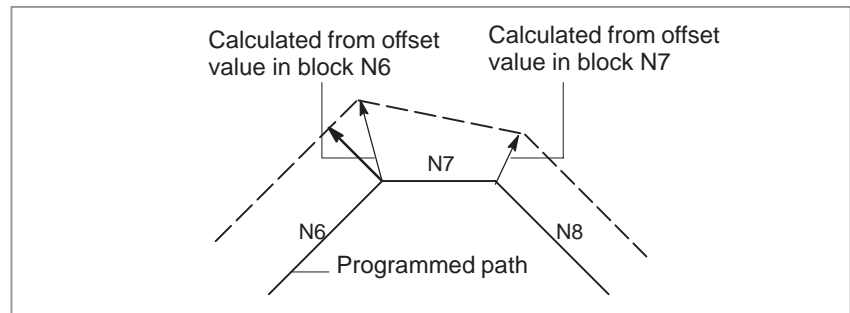 Calculated from offset
value in block N6
Calculated from offset
value in block N7
N7
N6
N8
Programmed path